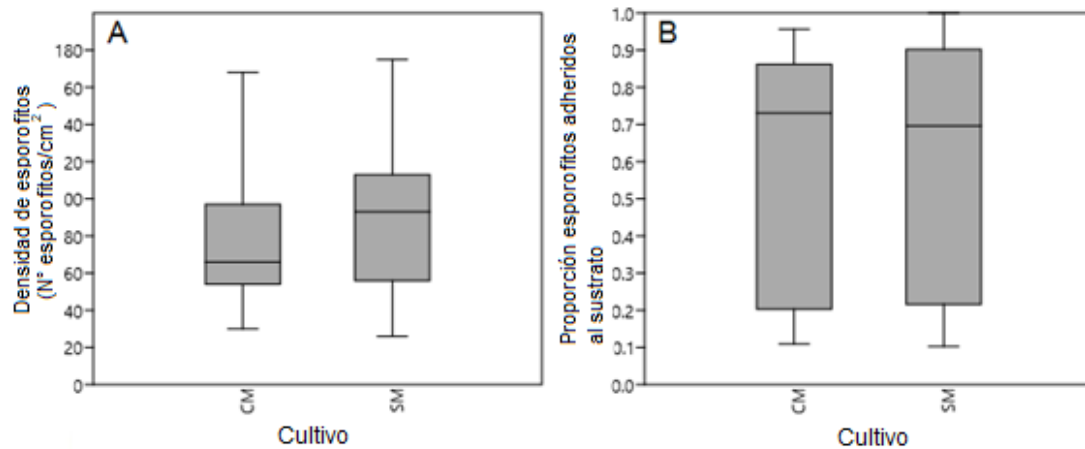 A
Densidad de esporofitos
(N° esporofitos/cm²)
180
60
40
20
00
80
60
40
20
0
CM
SM
Cultivo
B
Proporción esporofitos adheridos
al sustrato
1.0
0.9
0.8
0.7
0.6
0.5
0.4
0.3
0.2
0.1
0.0
CM
SM
Cultivo